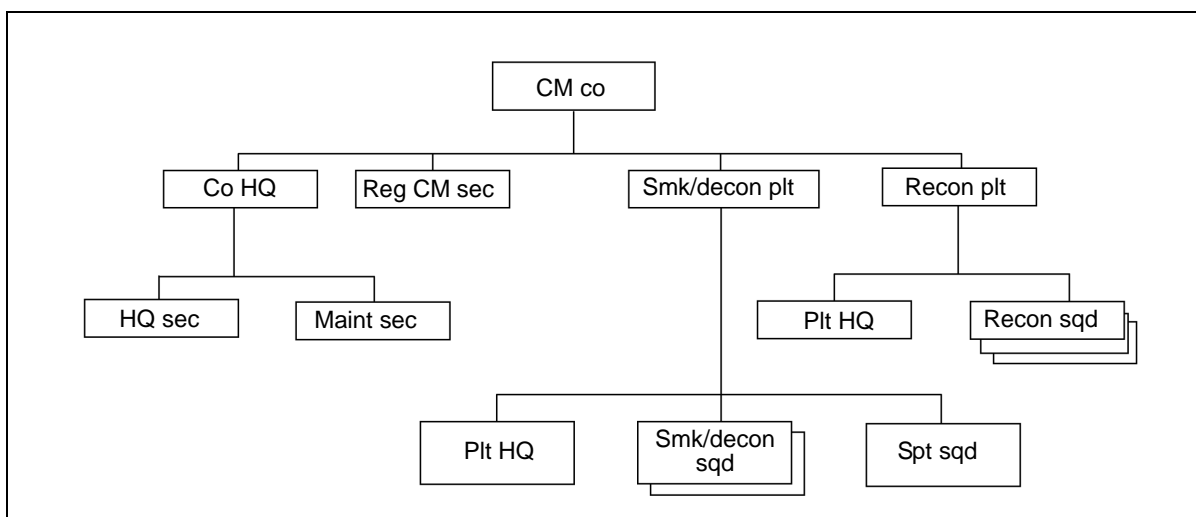 CM co
Co HQ
Reg CM sec
Smk/decon plt
Recon plt
HQ sec
Maint sec
Plt HQ
Recon sqd
Plt HQ
Smk/decon
sqd
Spt sqd